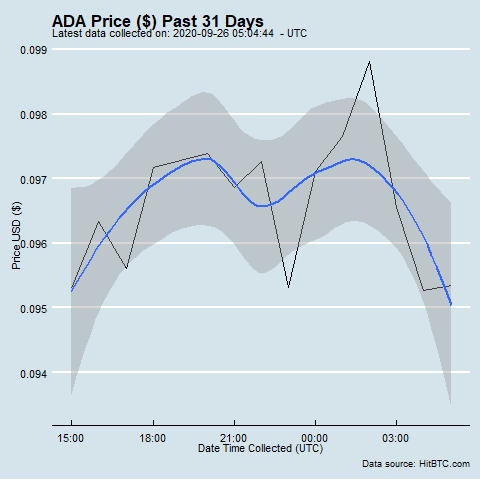 ADA Price ($) Past 31 Days
Latest data collected on: 2020-09-26 05:04:44 - UTC
0.099
0.098
0.097
0.096
0.095
0.094
Price USD ($)
15:00 18:00 21:00 00:00 03:00
Date Time Collected (UTC)
Data source: HitBTC.com